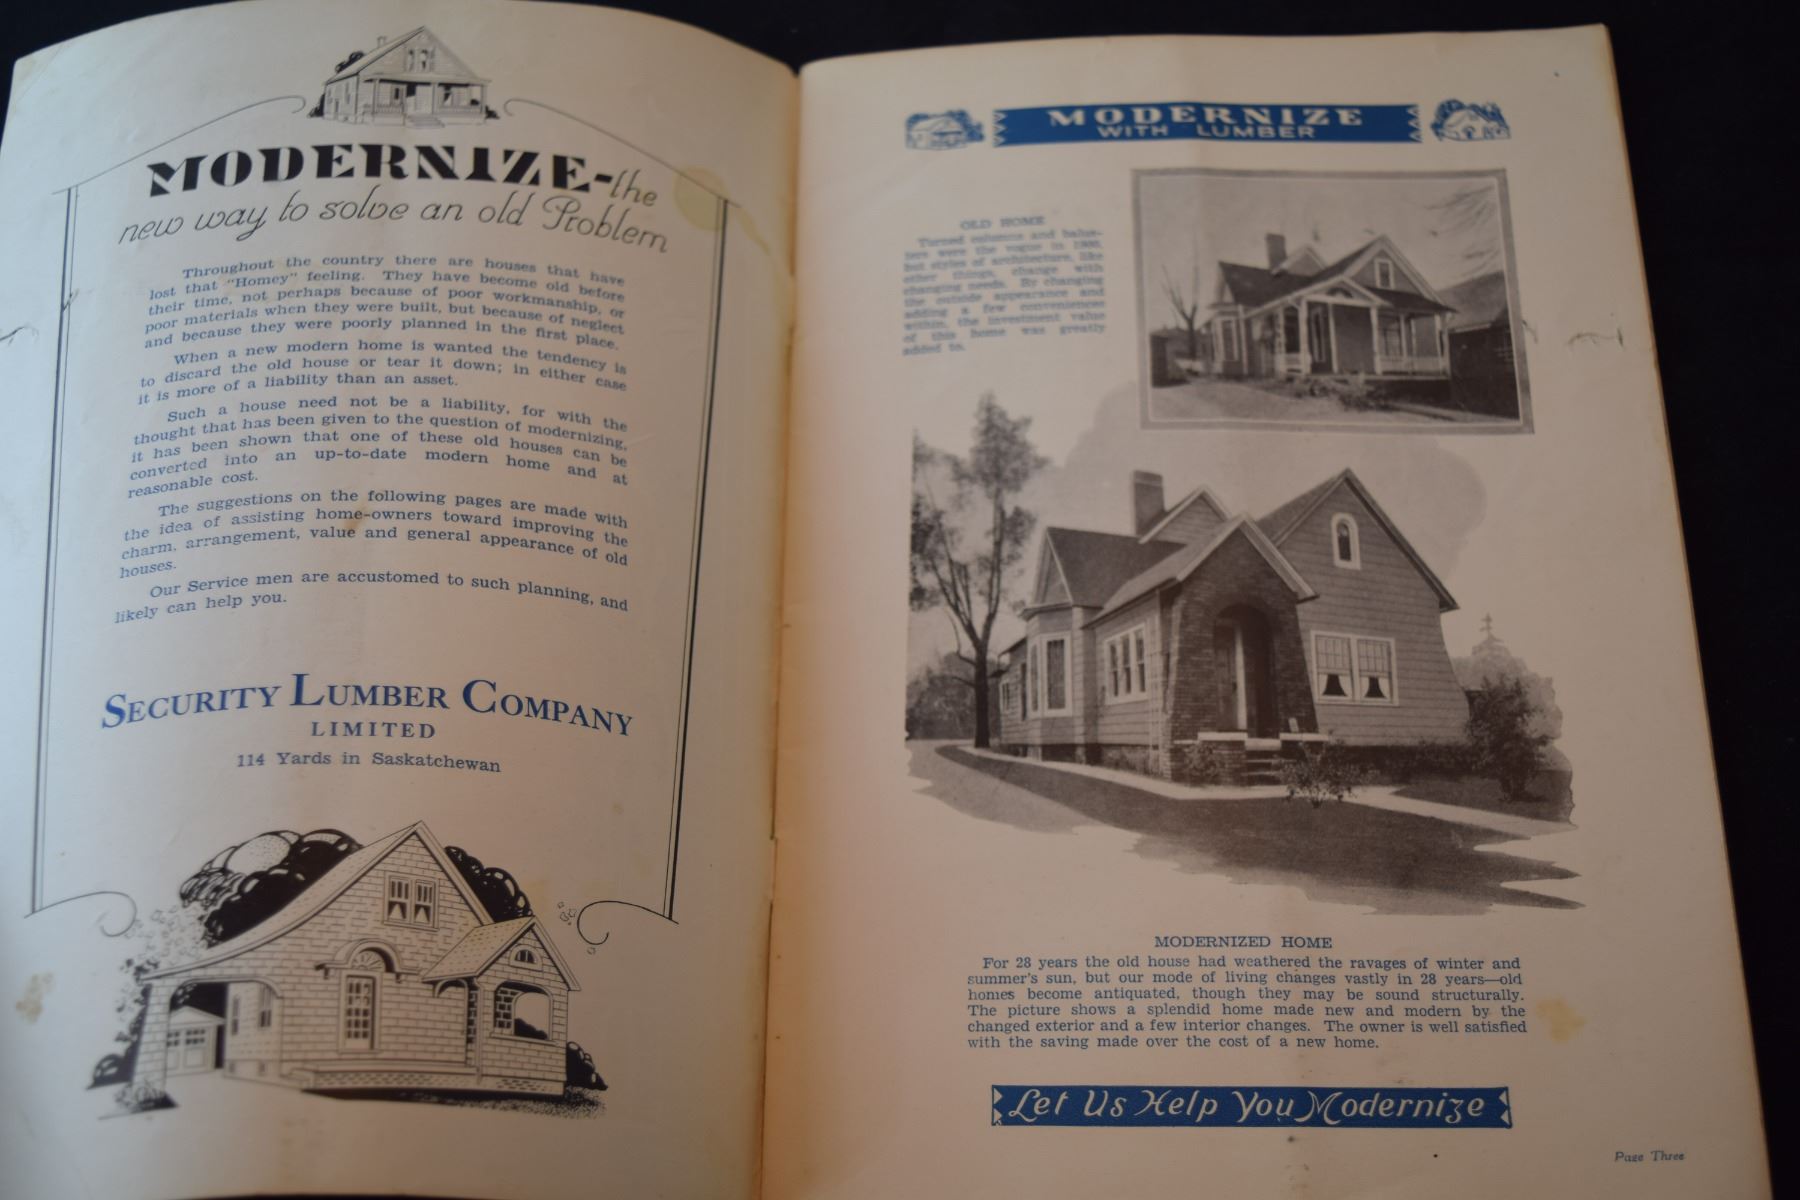 MODERNIZE-the
new way to solve an old Problem
Throughout the country there are houses that have
lost that "Homey" feeling. They have become old before
their time, not perhaps because of poor workmanship, or
poor materials when they were built, but because of neglect
and because they were poorly planned in the first place.
When a new modern home is wanted the tendency is
to discard the old house or tear it down; in either case
it is more of a liability than an asset.
Such a house need not be a liability, for with the
thought that has been given to the question of modernizing,
it has been shown that one of these old houses can be
converted into an up-to-date modern home and at
reasonable cost.
The suggestions on the following pages are made with
the idea of assisting home-owners toward improving the
charm, arrangement, value and general appearance of old
houses.
Our Service men are accustomed to such planning, and
likely can help you.
SECURITY LUMBER COMPANY
LIMITED
114 Yards in Saskatchewan
MODERNIZE
WITH LUMBER
OLD HOME
Turned columns and balus-
ters were the vogue in 1900,
but styles of architecture, like
other things, change with
changing needs. By changing
the outside appearance and
adding a few conveniences
within, the investment value
of this home was greatly
added to.
MODERNIZED HOME
For 28 years the old house had weathered the ravages of winter and
summer's sun, but our mode of living changes vastly in 28 years—old
homes become antiquated, though they may be sound structurally.
The picture shows a splendid home made new and modern by the
changed exterior and a few interior changes. The owner is well satisfied
with the saving made over the cost of a new home.
Let Us Help You Modernize
Page Three